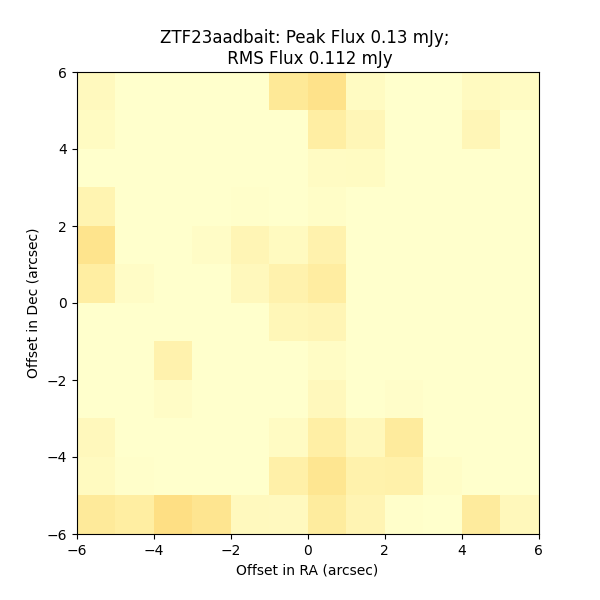 ZTF23aadbait: Peak Flux 0.13 mJy;
RMS Flux 0.112 mJy
6
4
2
0
−2
−4
−6
Offset in Dec (arcsec)
−6 −4 −2 0 2 4 6
Offset in RA (arcsec)